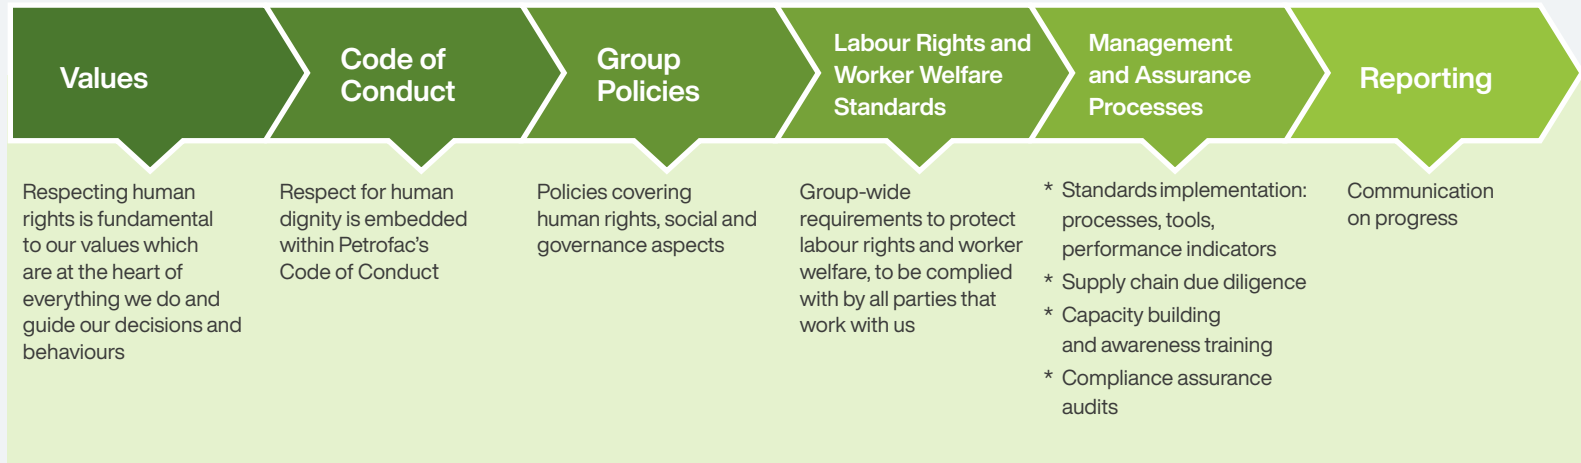 Values
Respecting human
rights is fundamental
to our values which
are at the heart of
everything we do and
guide our decisions and
behaviours
Code of
Conduct
Respect for human
dignity is embedded
within Petrofac’s
Code of Conduct
Group
Policies
Policies covering
human rights, social and
governance aspects
Labour Rights and
Worker Welfare
Standards
Group-wide
requirements to protect
labour rights and worker
welfare, to be complied
with by all parties that
work with us
Management
and Assurance
Processes
* Standards implementation:
processes, tools,
performance indicators
* Supply chain due diligence
* Capacity building
and awareness training
* Compliance assurance
audits
Reporting
Communication
on progress